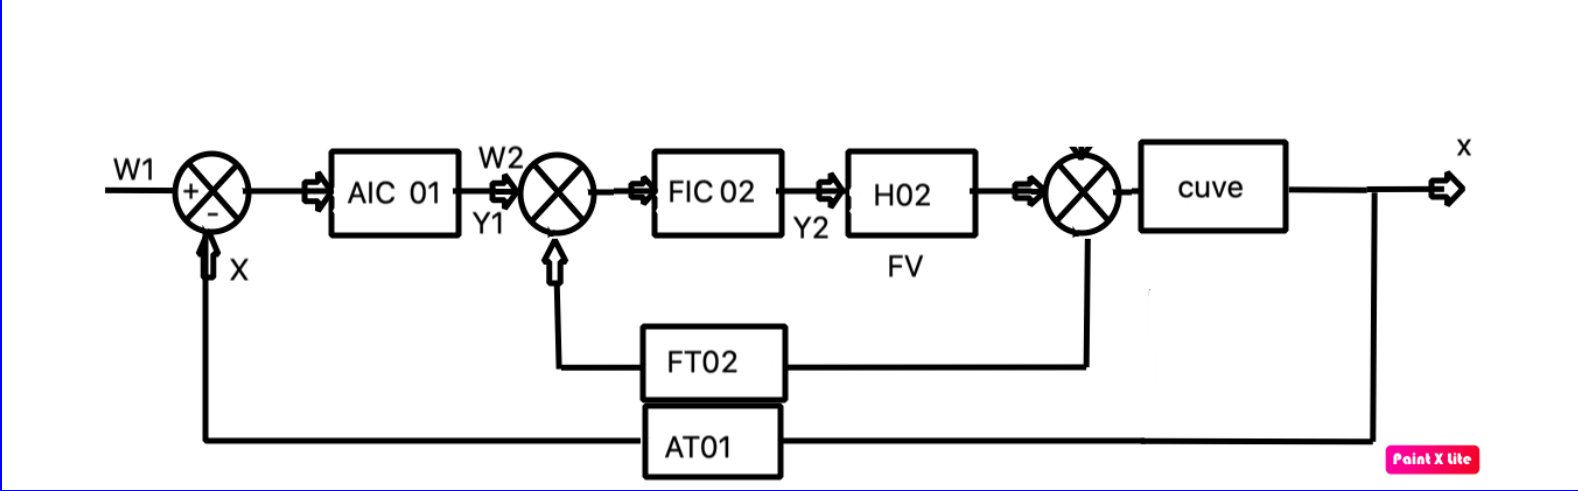 W1
+
-
X
AIC 01
W2
Y1
FIC 02
Y2
H02
FV
cuve
x
FT02
AT01
Paint X Lite